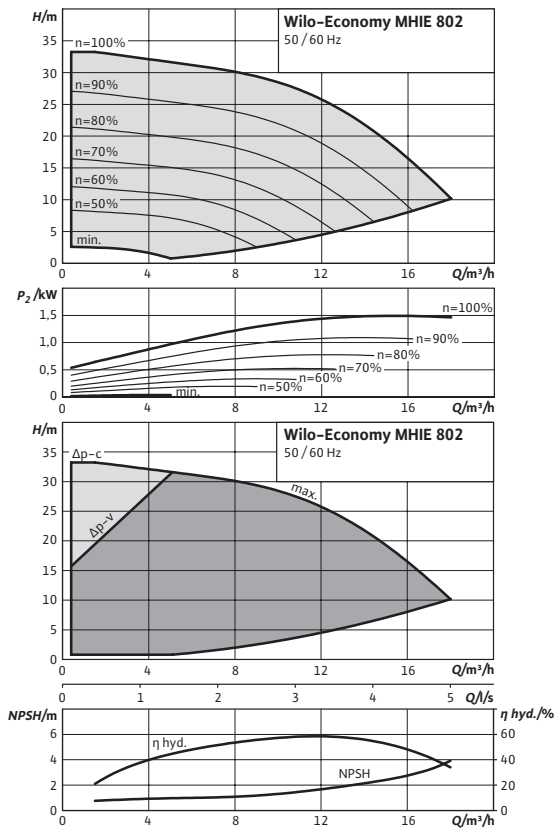 H/m
Wilo-Economy MHIE 802
50 / 60 Hz
35
30
25
20
15
10
5
0
n=100%
n=90%
n=80%
n=70%
n=60%
n=50%
min.
0 4 8 12 16 Q/m³/h
P₂ /kW
1,5
1,0
0,5
0
n=100%
n=90%
n=80%
n=70%
n=60%
n=50%
min.
0 4 8 12 16 Q/m³/h
H/m
Wilo-Economy MHIE 802
50 / 60 Hz
35
30
25
20
15
10
5
0
Δp-c
Δp-v
max.
0 4 8 12 16 Q/m³/h
0 1 2 3 4 5 Q/l/s
NPSH/m
η hyd./%
6 60
4 40
2 20
0 0
η hyd.
NPSH
0 4 8 12 16 Q/m³/h